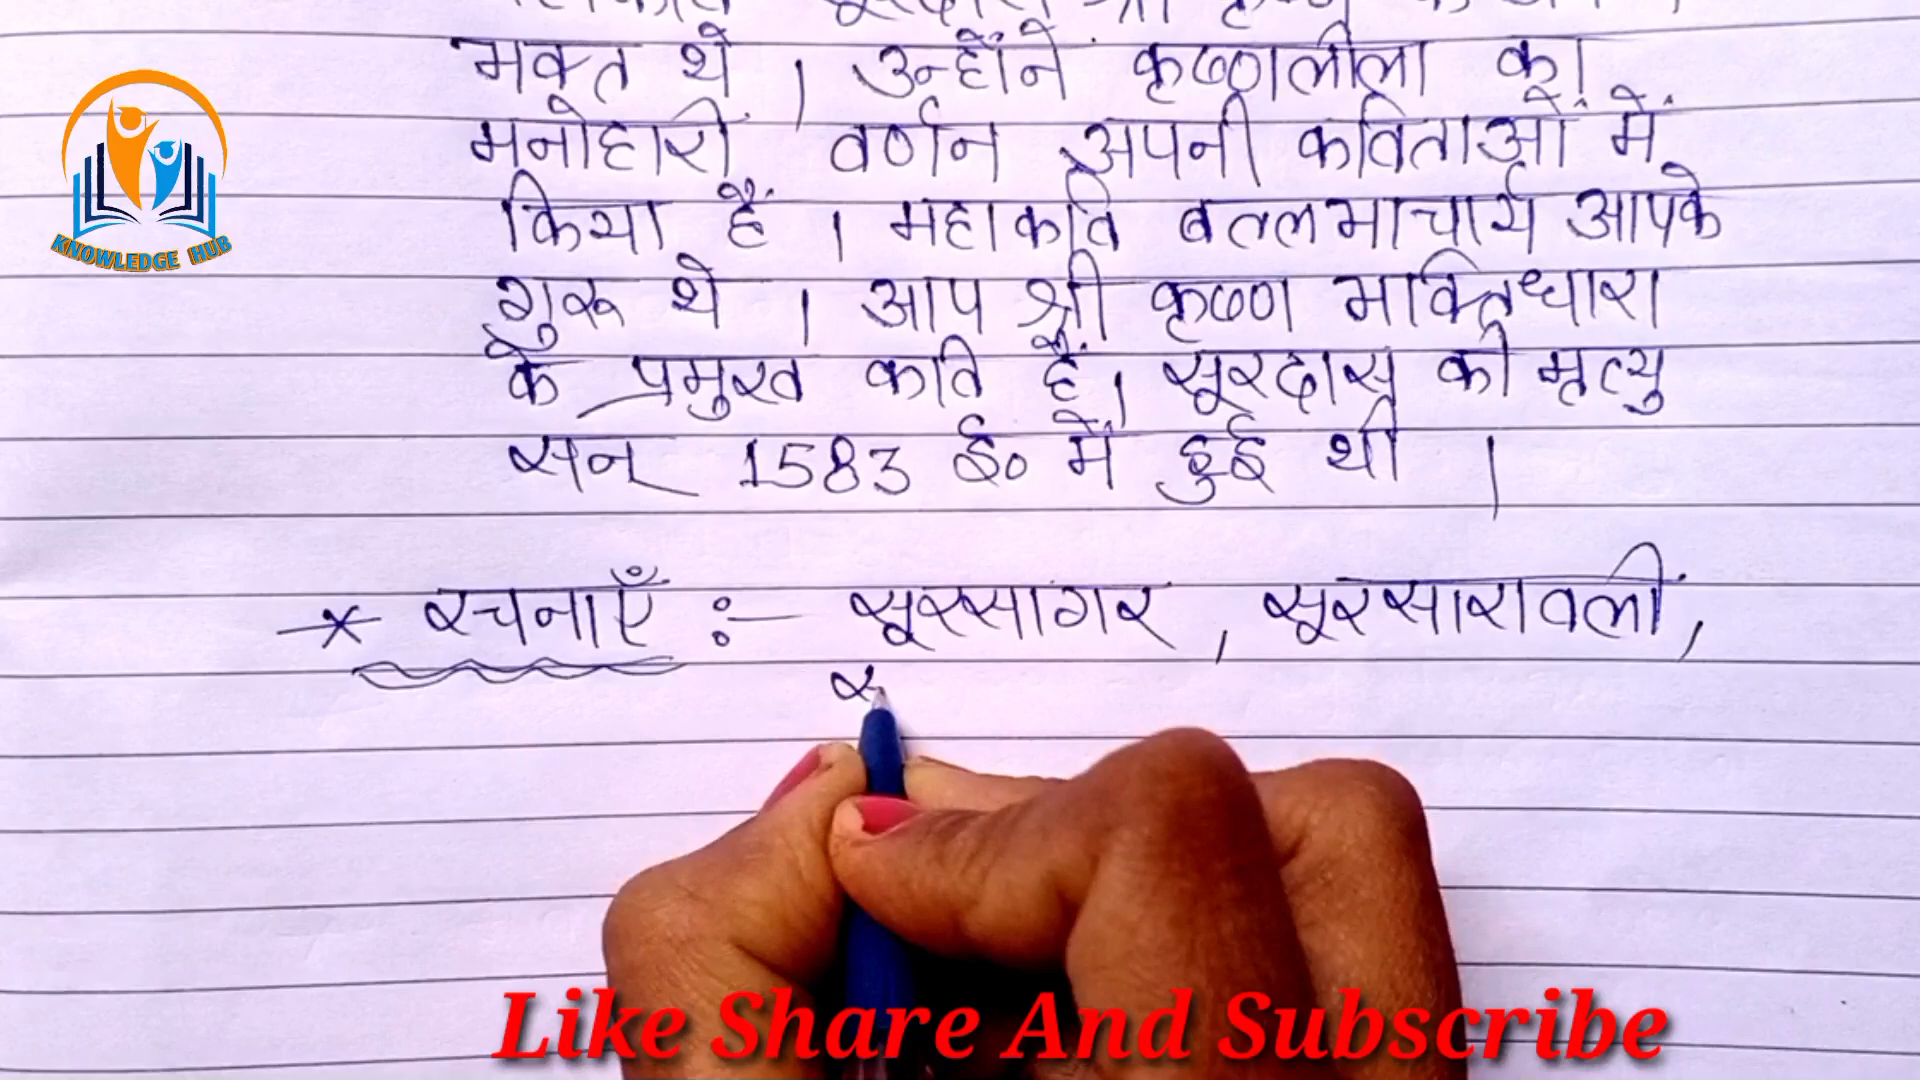 भक्त थे । उन्होंने कृष्णलीला का
मनोहारी वर्णन अपनी कविताओं में
किया है । महाकवि बल्लभाचार्य आपके
गुरू थे । आप श्री कृष्ण भक्तिधारा
के प्रमुख कवि हैं । सूरदास की मृत्यु
सन् 1583 ई० में हुई थी ।
* रचनाएँ :- सूरसागर , सूरसारावली ,
KNOWLEDGE HUB
Like Share And Subscribe